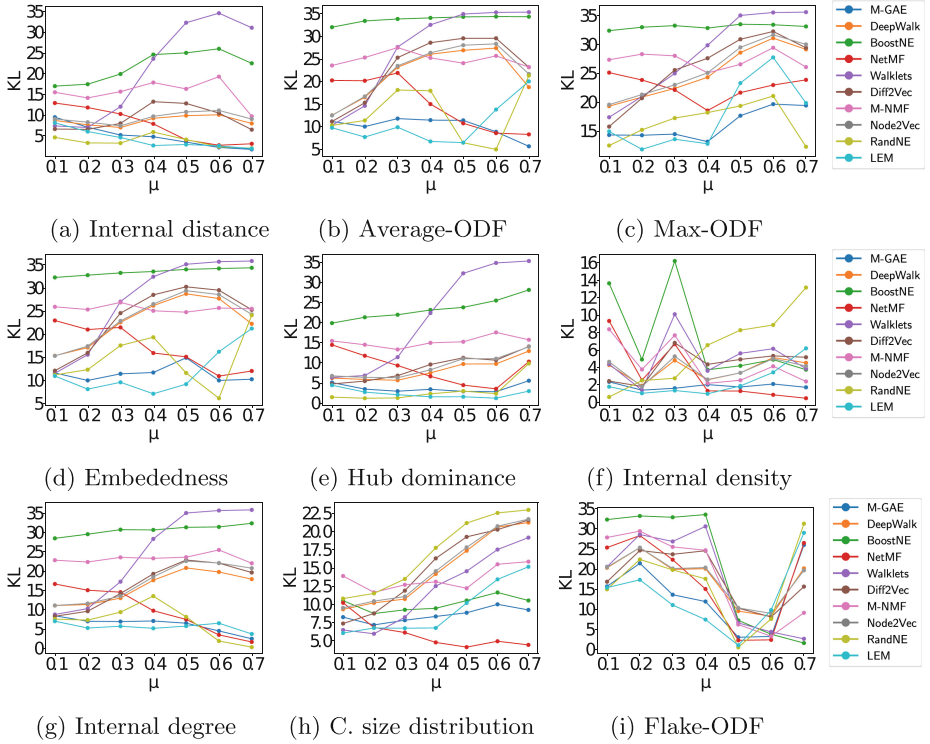 35
30
25
20
15
10
5
KL
0.1 0.2 0.3 0.4 0.5 0.6 0.7
μ
(a) Internal distance
35
30
25
20
15
10
5
KL
0.1 0.2 0.3 0.4 0.5 0.6 0.7
μ
(b) Average-ODF
35
30
25
20
15
KL
0.1 0.2 0.3 0.4 0.5 0.6 0.7
μ
(c) Max-ODF
M-GAE
DeepWalk
BoostNE
NetMF
Walklets
Diff2Vec
M-NMF
Node2Vec
RandNE
LEM
35
30
25
20
15
10
5
KL
0.1 0.2 0.3 0.4 0.5 0.6 0.7
μ
(d) Embededness
35
30
25
20
15
10
5
0
KL
0.1 0.2 0.3 0.4 0.5 0.6 0.7
μ
(e) Hub dominance
16
14
12
10
8
6
4
2
0
KL
0.1 0.2 0.3 0.4 0.5 0.6 0.7
μ
(f) Internal density
M-GAE
DeepWalk
BoostNE
NetMF
Walklets
Diff2Vec
M-NMF
Node2Vec
RandNE
LEM
35
30
25
20
15
10
5
0
KL
0.1 0.2 0.3 0.4 0.5 0.6 0.7
μ
(g) Internal degree
22.5
20.0
17.5
15.0
12.5
10.0
7.5
5.0
KL
0.1 0.2 0.3 0.4 0.5 0.6 0.7
μ
(h) C. size distribution
35
30
25
20
15
10
5
0
KL
0.1 0.2 0.3 0.4 0.5 0.6 0.7
μ
(i) Flake-ODF
M-GAE
DeepWalk
BoostNE
NetMF
Walklets
Diff2Vec
M-NMF
Node2Vec
RandNE
LEM